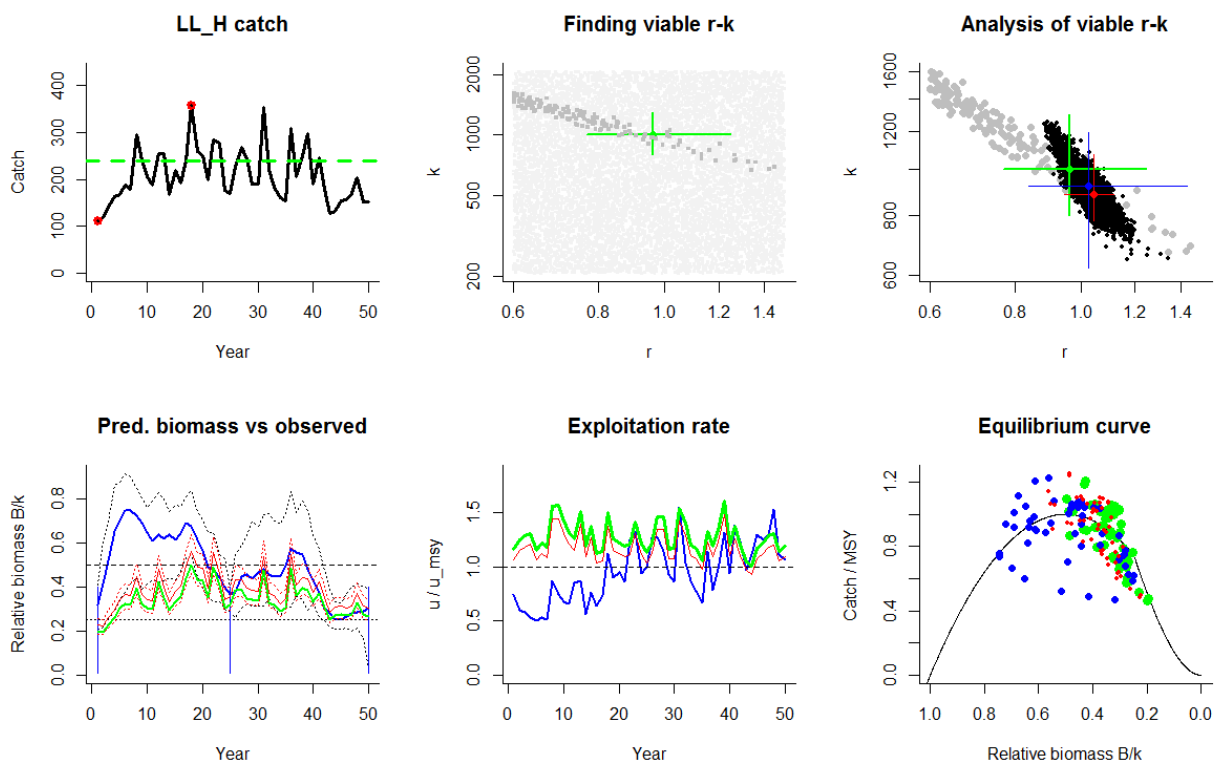 LL_H catch
Catch
0 100 200 300 400
0 10 20 30 40 50
Year
Finding viable r-k
k
200 500 1000 2000
0.6 0.8 1.0 1.2 1.4
r
Analysis of viable r-k
k
600 800 1200 1600
0.6 0.8 1.0 1.2 1.4
r
Pred. biomass vs observed
Relative biomass B/k
0.0 0.2 0.4 0.6 0.8
0 10 20 30 40 50
Year
Exploitation rate
u / u_msy
0.0 0.5 1.0 1.5
0 10 20 30 40 50
Year
Equilibrium curve
Catch / MSY
0.0 0.4 0.8 1.2
1.0 0.8 0.6 0.4 0.2 0.0
Relative biomass B/k